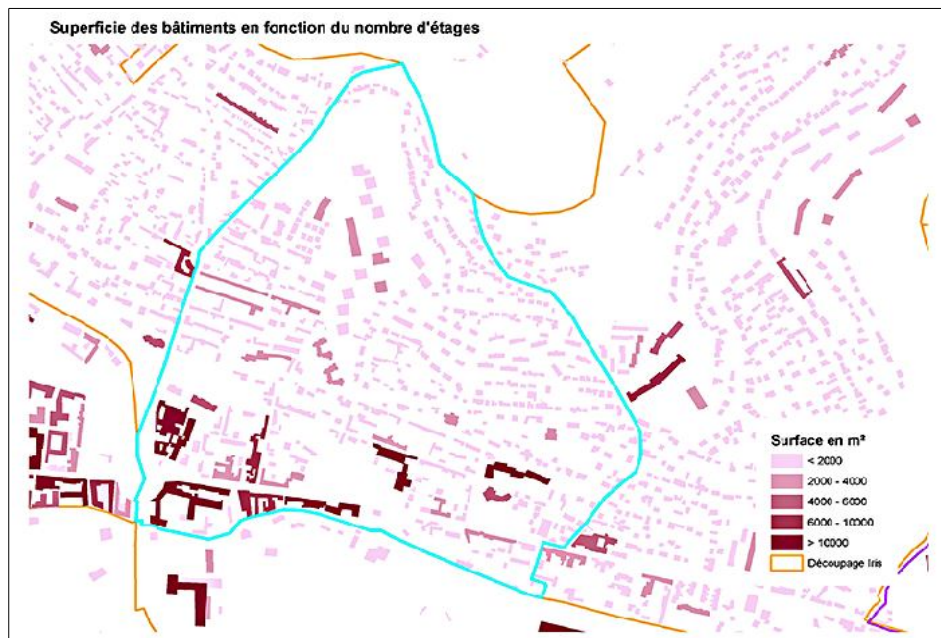 Superficie des bâtiments en fonction du nombre d'étages
Surface en m²
< 2000
2000 - 4000
4000 - 6000
6000 - 10000
> 10000
Découpage Iris